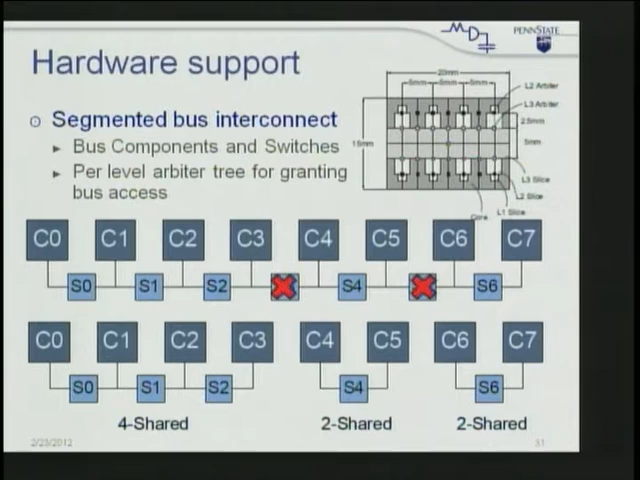 PENNSTATE
Hardware support
20mm
5mm 5mm 5mm
L2 Arbiter
L3 Arbiter
Segmented bus interconnect
Bus Components and Switches
Per level arbiter tree for granting
bus access
15mm
2.5mm
5mm
L3 Slice
L2 Slice
L1 Slice
Core
C0 C1 C2 C3 C4 C5 C6 C7
S0 S1 S2 S4 S6
C0 C1 C2 C3 C4 C5 C6 C7
S0 S1 S2 S4 S6
4-Shared 2-Shared 2-Shared
2/23/2012
31